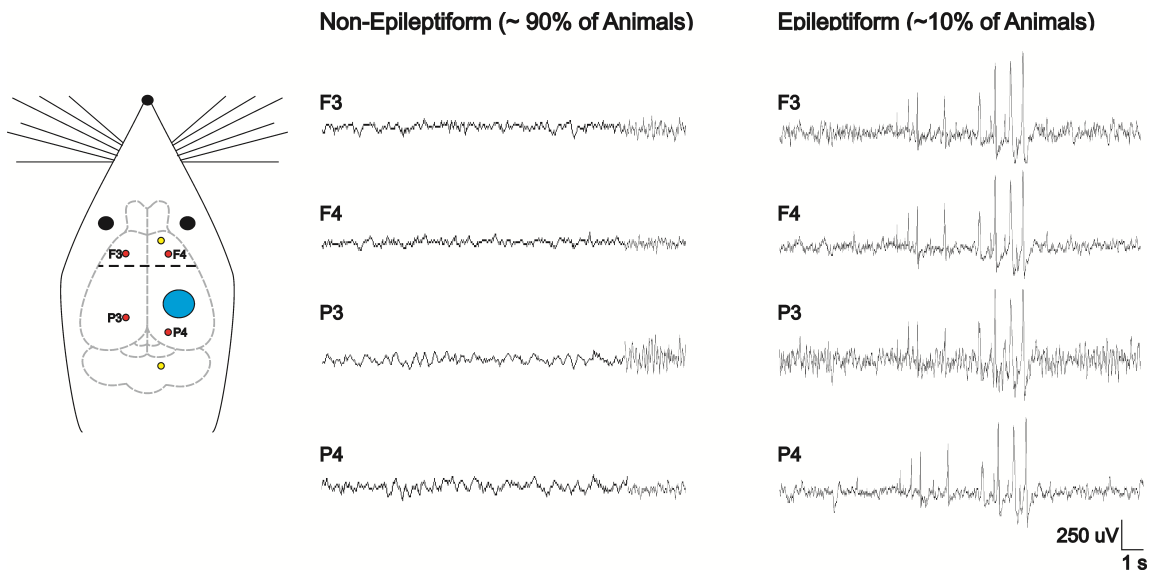 Non-Epileptiform (~ 90% of Animals)
Epileptiform (~10% of Animals)
F3
F4
P3
P4
F3
F4
P3
P4
F3
F4
P3
P4
250 uV
1 s